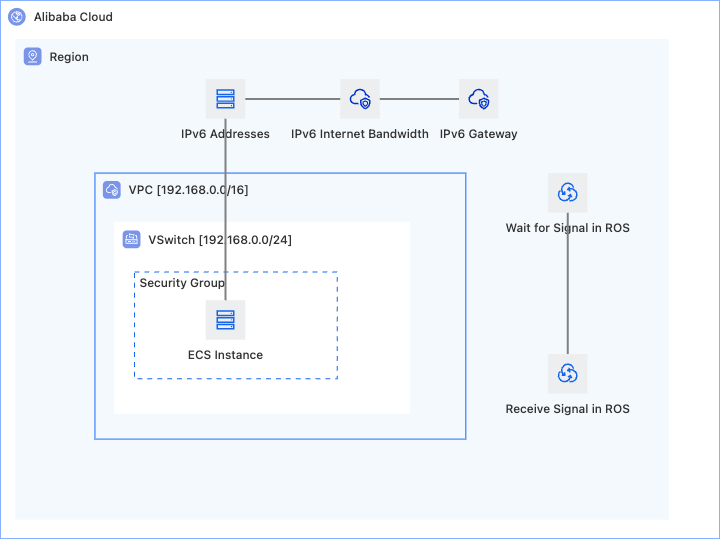 Alibaba Cloud
Region
IPv6 Addresses
IPv6 Internet Bandwidth
IPv6 Gateway
VPC [192.168.0.0/16]
Wait for Signal in ROS
VSwitch [192.168.0.0/24]
Security Group
ECS Instance
Receive Signal in ROS